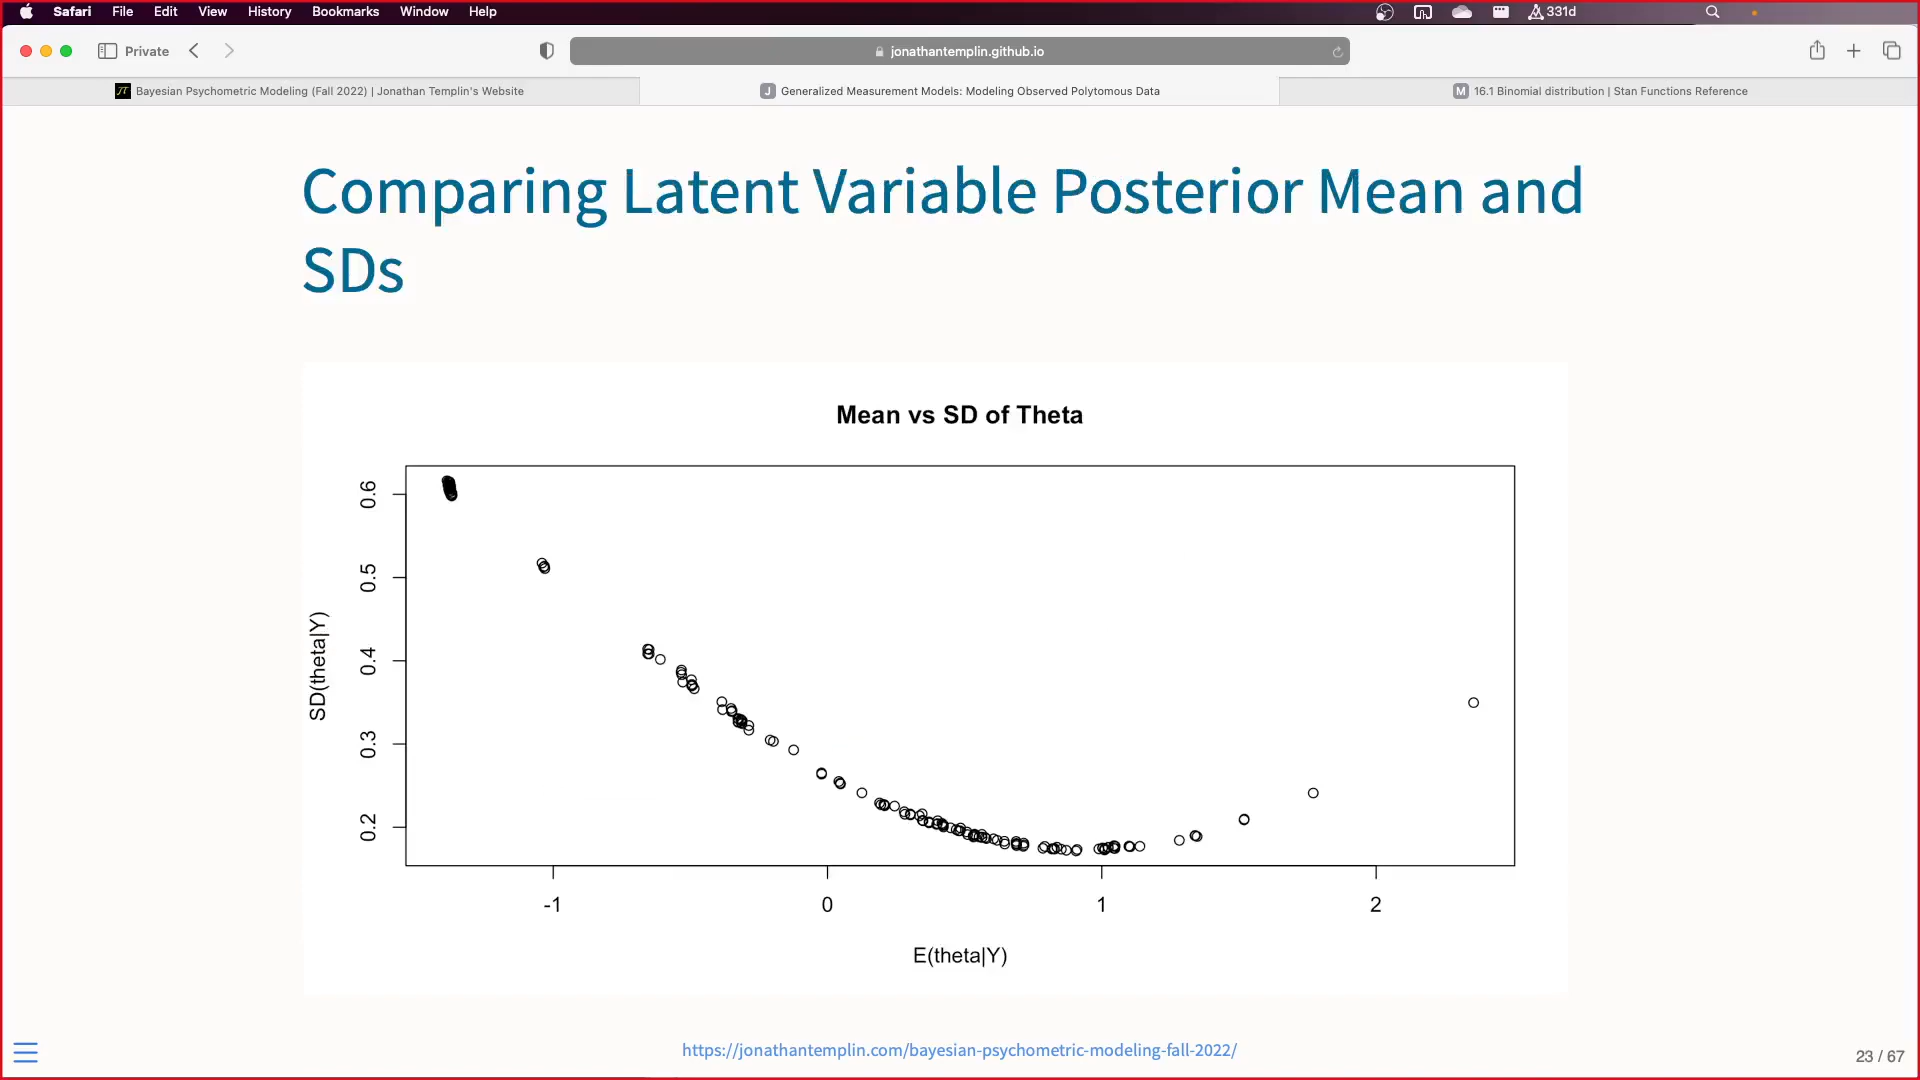 Safari File Edit View History Bookmarks Window Help 331d
Private jonathantemplin.github.io
Bayesian Psychometric Modeling (Fall 2022) | Jonathan Templin's Website
J Generalized Measurement Models: Modeling Observed Polytomous Data
M 16.1 Binomial distribution | Stan Functions Reference
Comparing Latent Variable Posterior Mean and
SDs
Mean vs SD of Theta
SD(theta|Y)
0.6
0.5
0.4
0.3
0.2
-1 0 1 2
E(theta|Y)
https://jonathantemplin.com/bayesian-psychometric-modeling-fall-2022/
23 / 67